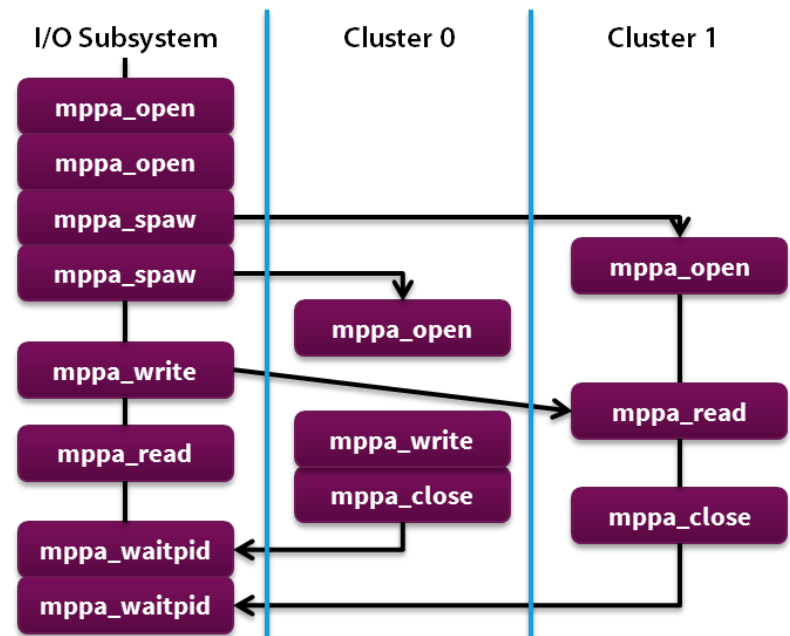 I/O Subsystem
Cluster 0
Cluster 1
mppa_open
mppa_open
mppa_spaw
mppa_spaw
mppa_open
mppa_open
mppa_write
mppa_read
mppa_read
mppa_write
mppa_close
mppa_close
mppa_waitpid
mppa_waitpid